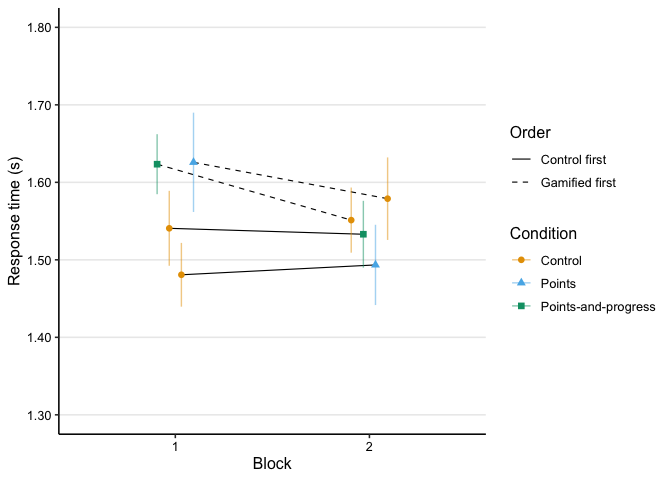 1.80
1.70
1.60
1.50
1.40
1.30
Response time (s)
1
2
Block
Order
Control first
Gamified first
Condition
Control
Points
Points-and-progress